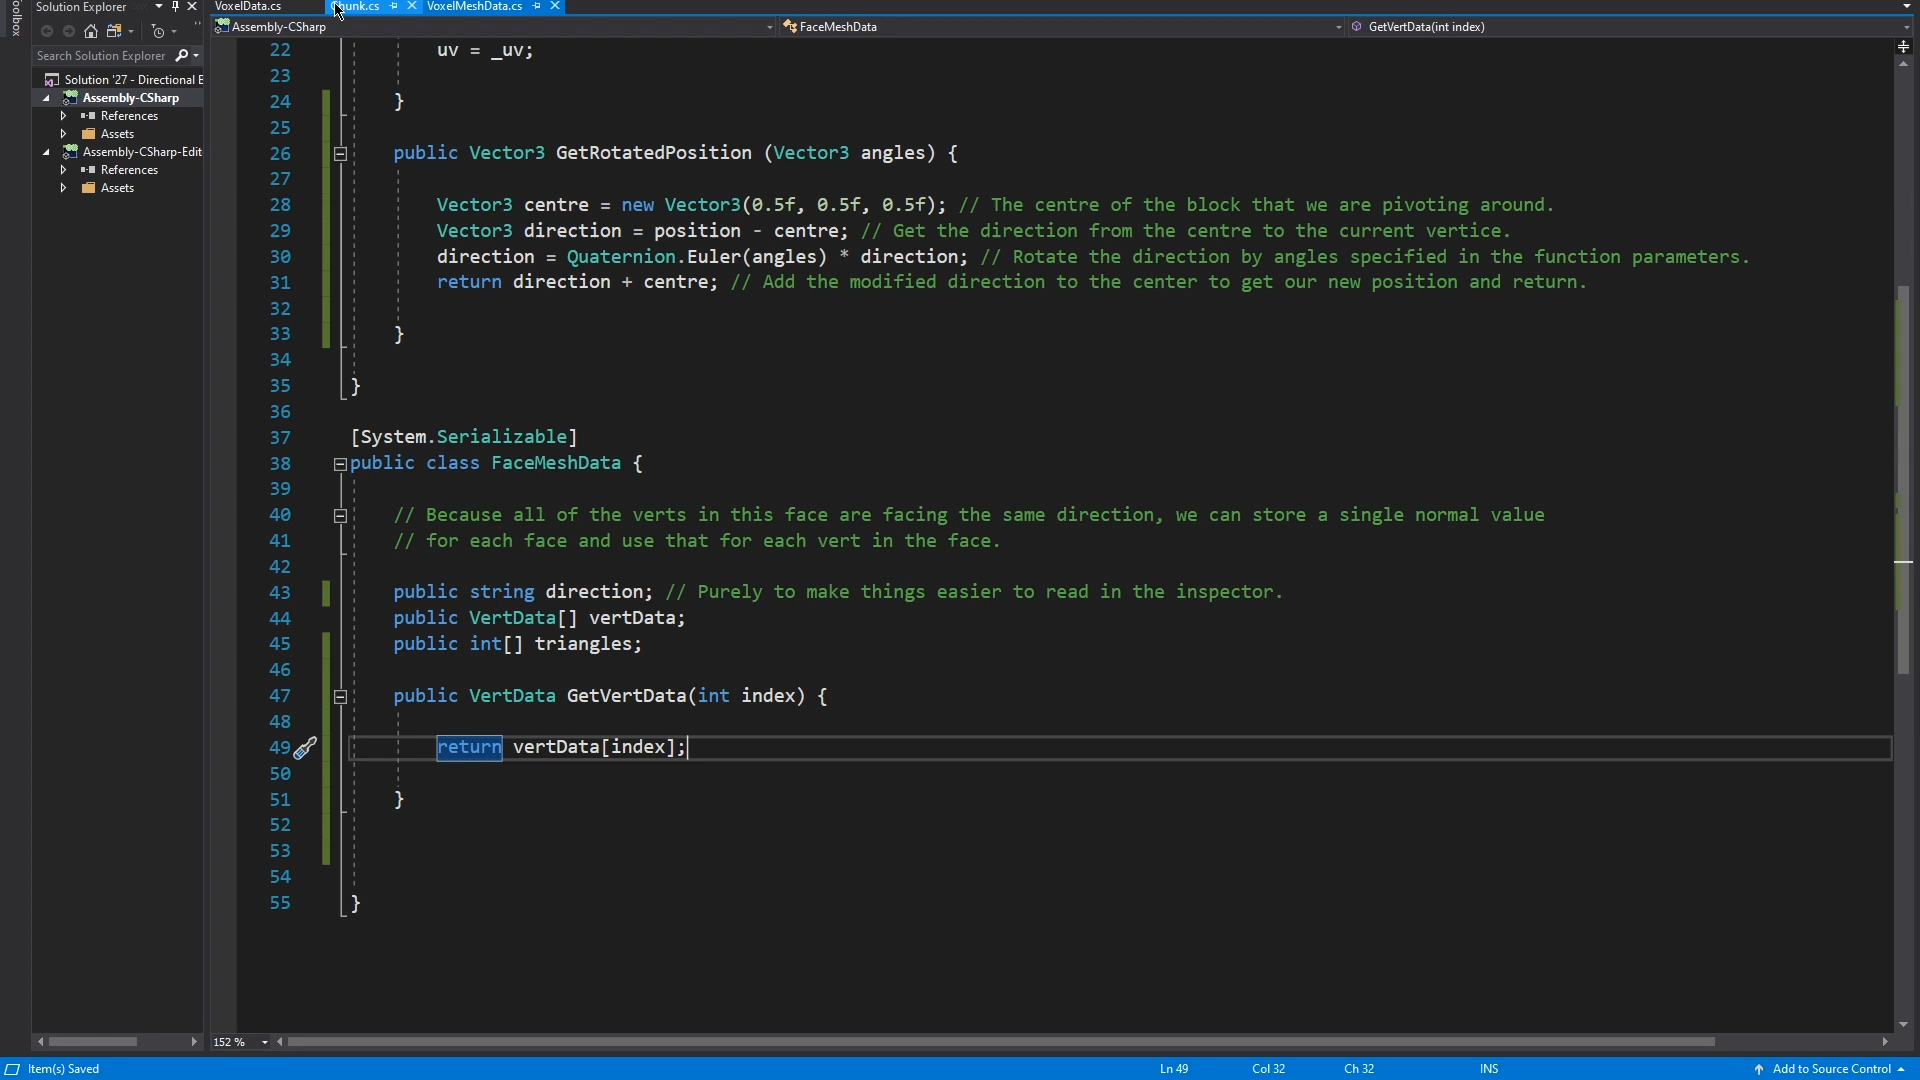 Toolbox
Solution Explorer
VoxelData.cs
Chunk.cs
VoxelMeshData.cs
Assembly-CSharp
FaceMeshData
GetVertData(int index)
Search Solution Explorer
Solution '27 - Directional B
Assembly-CSharp
References
Assets
Assembly-CSharp-Edit
References
Assets
22 uv = _uv;
23
24 }
25
26 public Vector3 GetRotatedPosition (Vector3 angles) {
27
28 Vector3 centre = new Vector3(0.5f, 0.5f, 0.5f); // The centre of the block that we are pivoting around.
29 Vector3 direction = position - centre; // Get the direction from the centre to the current vertice.
30 direction = Quaternion.Euler(angles) * direction; // Rotate the direction by angles specified in the function parameters.
31 return direction + centre; // Add the modified direction to the center to get our new position and return.
32
33 }
34
35 }
36
37 [System.Serializable]
38 public class FaceMeshData {
39
40 // Because all of the verts in this face are facing the same direction, we can store a single normal value
41 // for each face and use that for each vert in the face.
42
43 public string direction; // Purely to make things easier to read in the inspector.
44 public VertData[] vertData;
45 public int[] triangles;
46
47 public VertData GetVertData(int index) {
48
49 return vertData[index];
50
51 }
52
53
54
55 }
152 %
Item(s) Saved
Ln 49
Col 32
Ch 32
INS
Add to Source Control